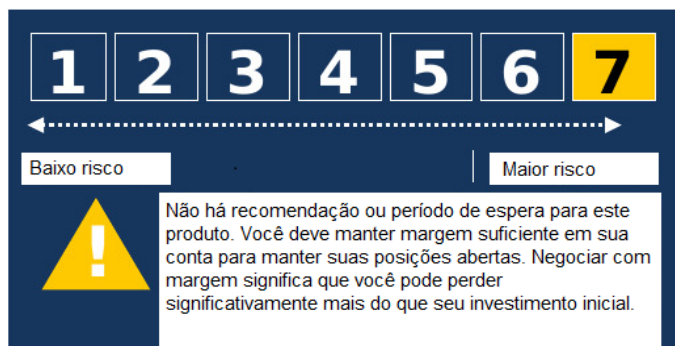 1 2 3 4 5 6 7
Baixo risco Maior risco
!
Não há recomendação ou período de espera para este
produto. Você deve manter margem suficiente em sua
conta para manter suas posições abertas. Negociar com
margem significa que você pode perder
significativamente mais do que seu investimento inicial.